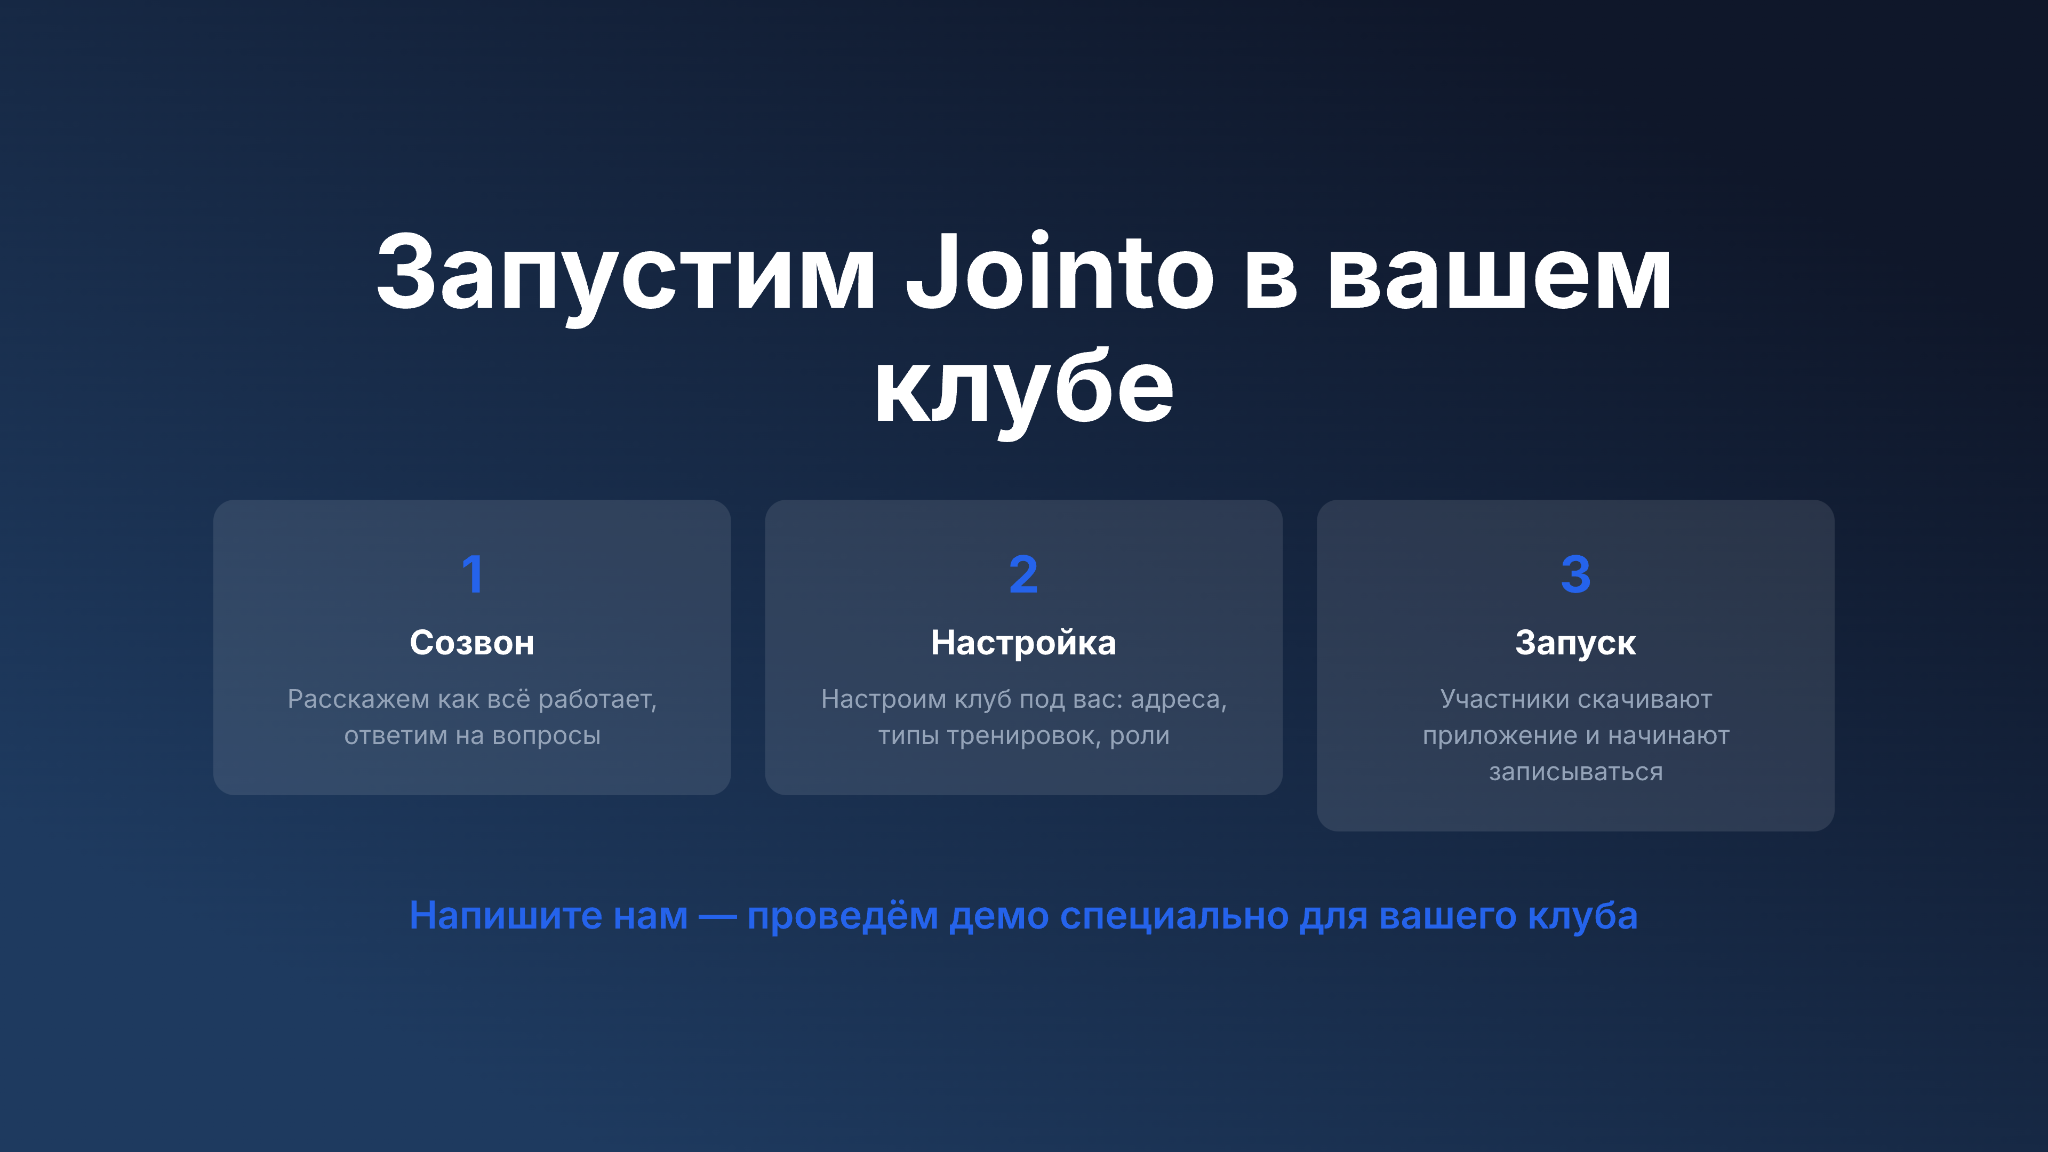 Запустим Jointo в вашем
клубе
1
Созвон
Расскажем как всё работает,
ответим на вопросы
2
Настройка
Настроим клуб под вас: адреса,
типы тренировок, роли
3
Запуск
Участники скачивают
приложение и начинают
записываться
Напишите нам — проведём демо специально для вашего клуба